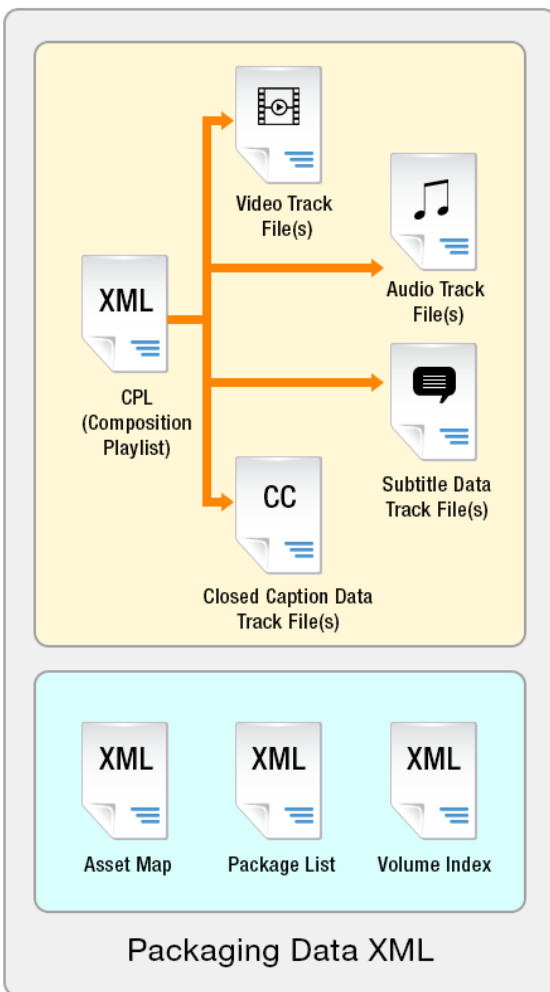 Video Track
File(s)
Audio Track
File(s)
XML
CPL
(Composition
Playlist)
Subtitle Data
Track File(s)
CC
Closed Caption Data
Track File(s)
XML
XML
XML
Asset Map
Package List
Volume Index
Packaging Data XML